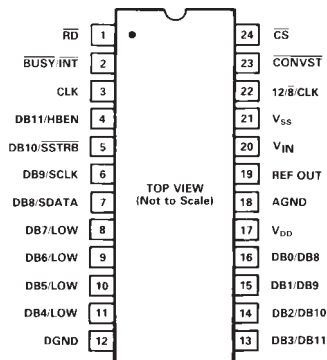 RD 1 24 CS
BUSY/INT 2 23 CONVST
CLK 3 22 12/8/CLK
DB11/HBEN 4 21 VSS
DB10/SSTRB 5 20 VIN
DB9/SCLK 6 19 REF OUT
TOP VIEW
(Not to Scale)
DB8/SDATA 7 18 AGND
DB7/LOW 8 17 VDD
DB6/LOW 9 16 DB0/DB8
DB5/LOW 10 15 DB1/DB9
DB4/LOW 11 14 DB2/DB10
DGND 12 13 DB3/DB11